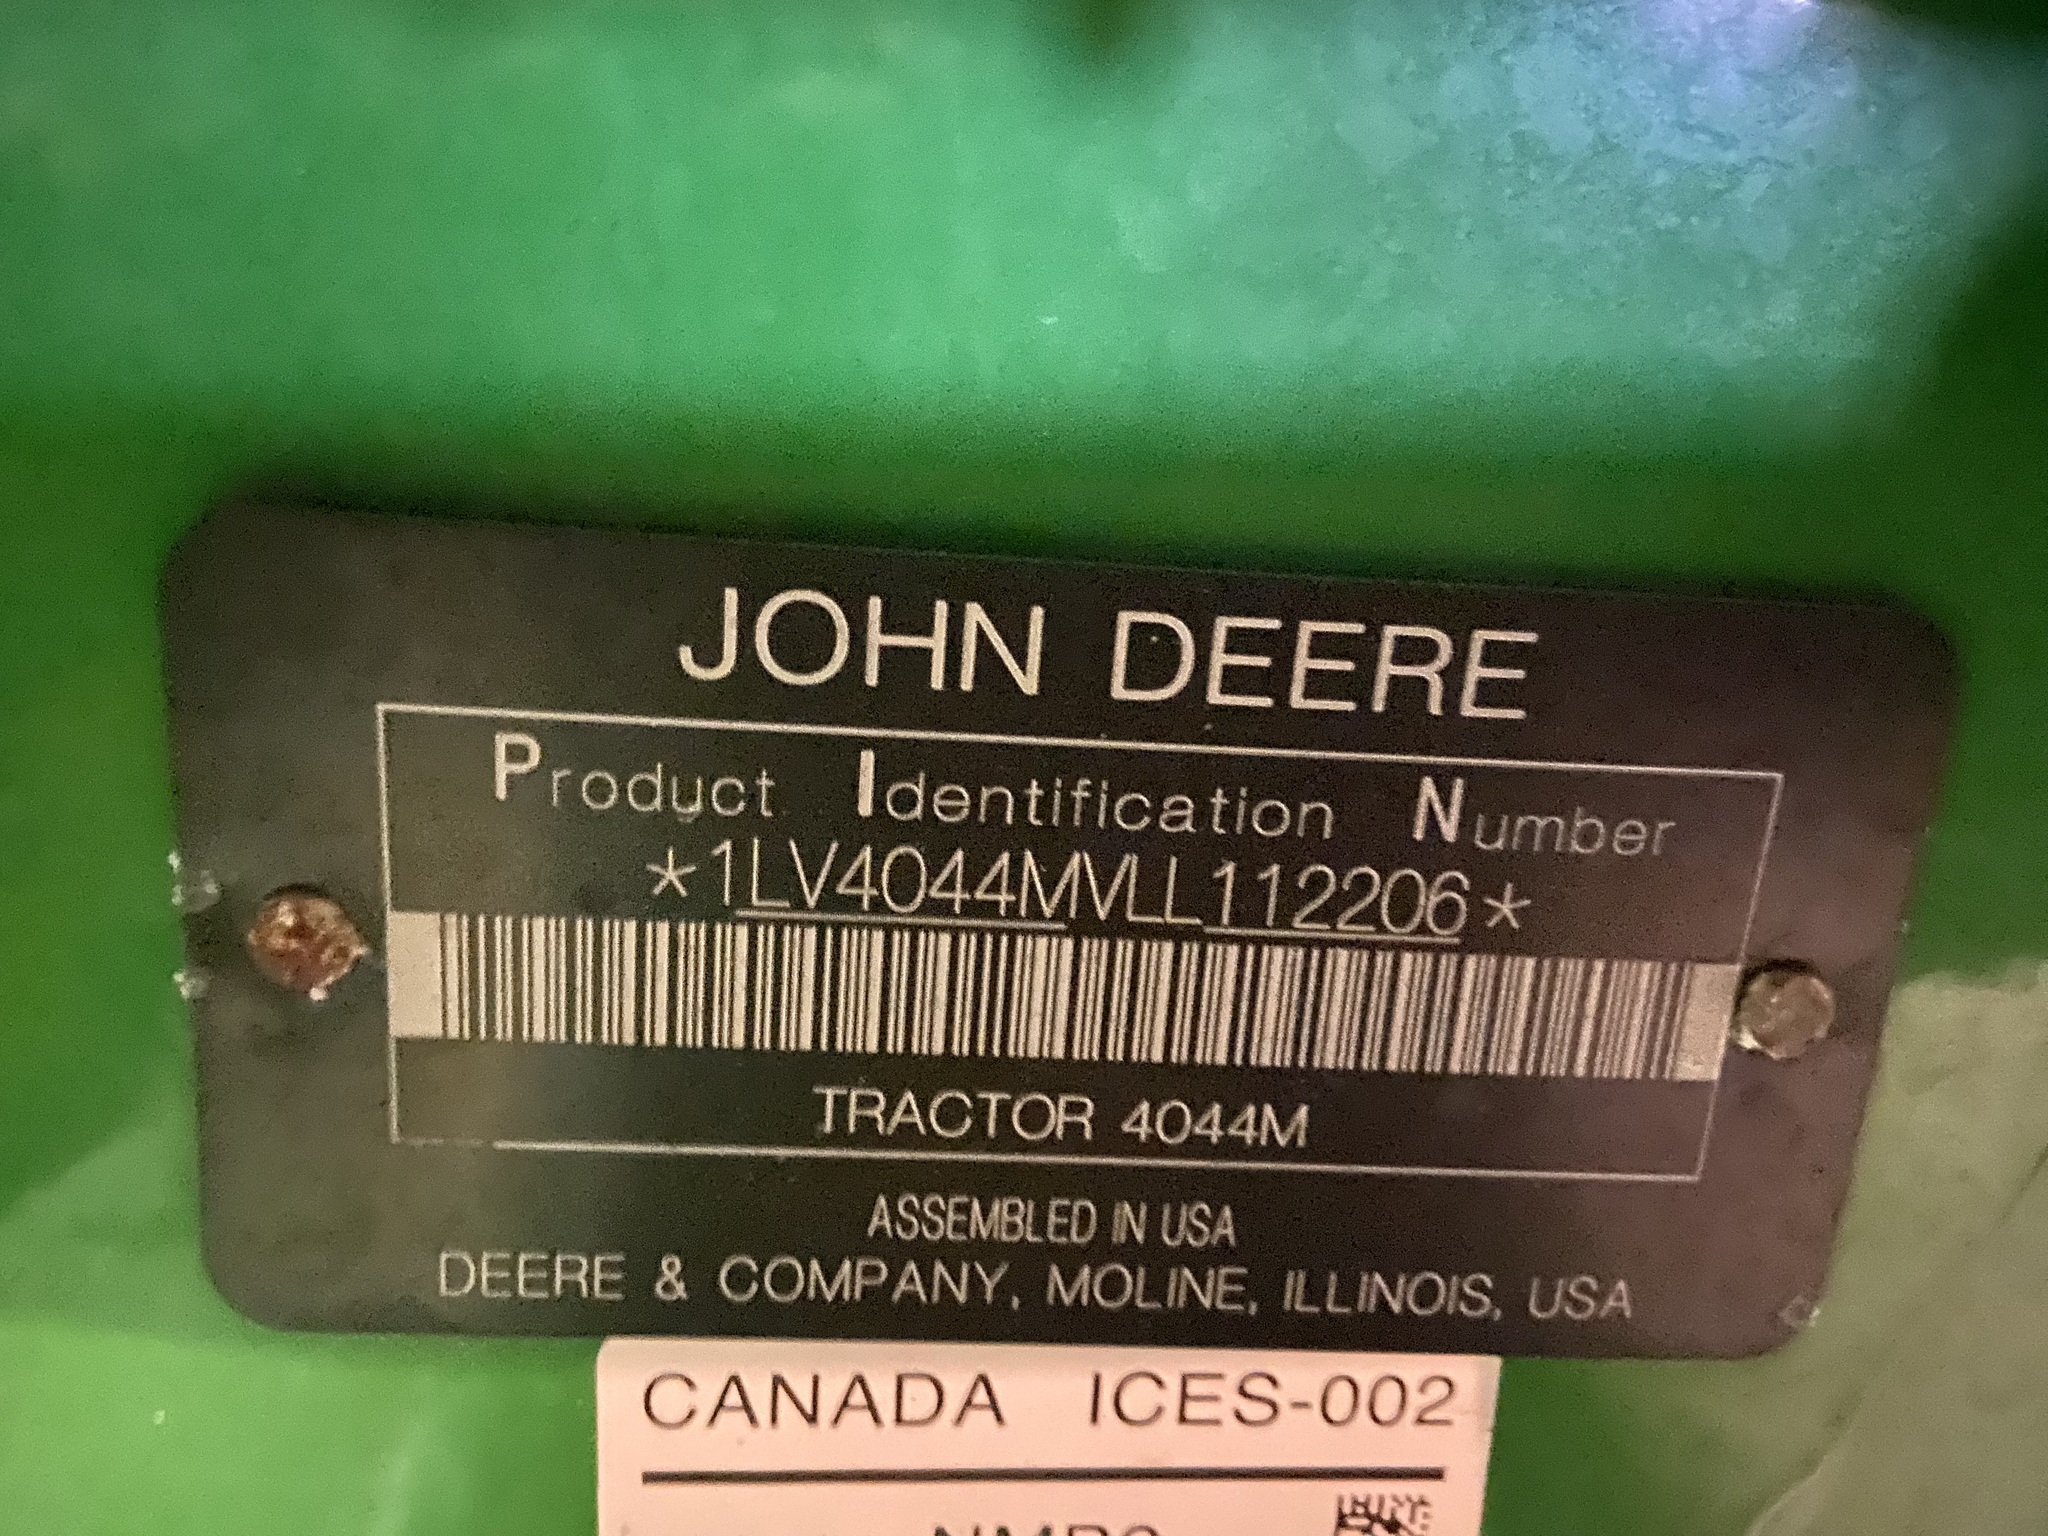 JOHN DEERE
Product Identification Number
*1LV4044MVLL112206*
TRACTOR 4044M
ASSEMBLED IN USA
DEERE & COMPANY, MOLINE, ILLINOIS, USA
CANADA ICES-002